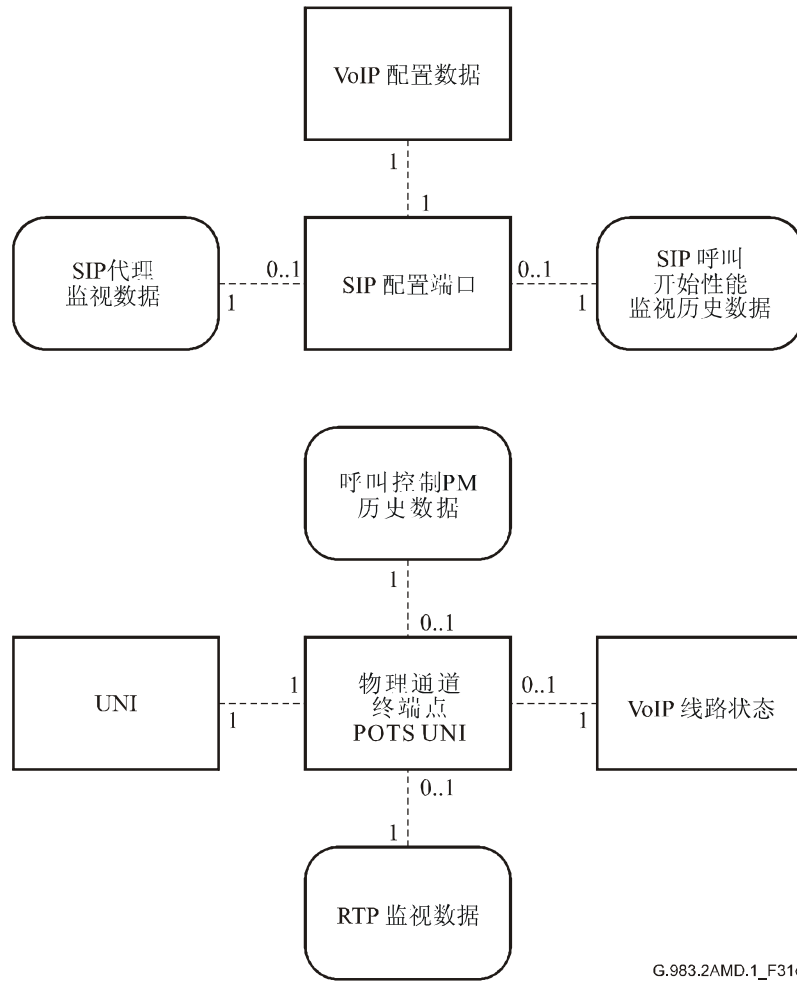 VoIP 配置数据
1
1
SIP代理
监视数据
0..1
1
SIP 配置端口
0..1
1
SIP 呼叫
开始性能
监视历史数据
呼叫控制PM
历史数据
1
0..1
UNI
1
1
物理通道
终端点
POTS UNI
0..1
1
VoIP 线路状态
0..1
1
RTP 监视数据